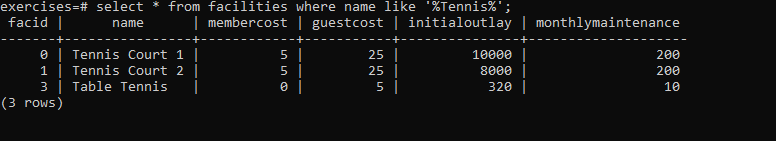 exercises=# select * from facilities where name like '%Tennis%';
 facid |      name      | membercost | guestcost | initialoutlay | monthlymaintenance
-------+----------------+------------+-----------+---------------+--------------------
     0 | Tennis Court 1 |          5 |        25 |         10000 |                200
     1 | Tennis Court 2 |          5 |        25 |          8000 |                200
     3 | Table Tennis   |          0 |         5 |           320 |                 10
(3 rows)